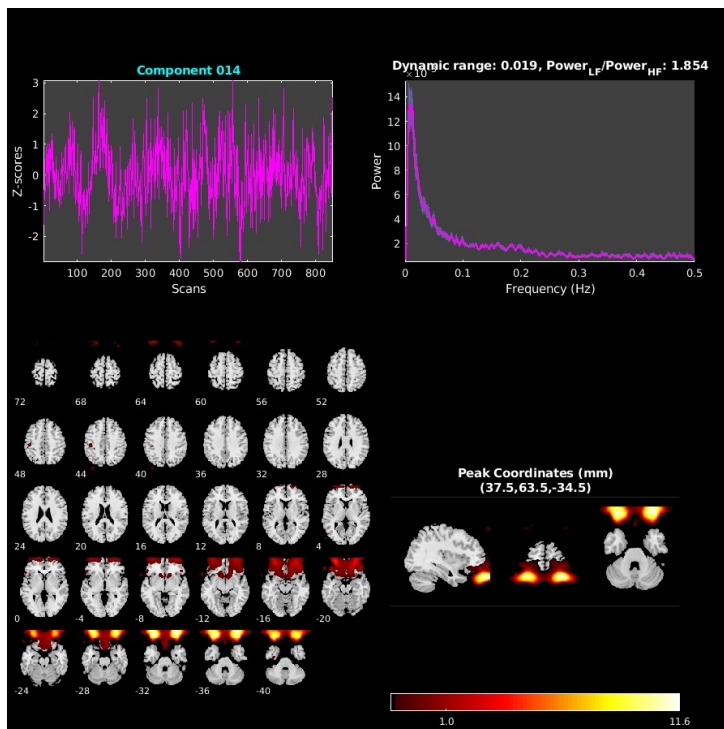 Component 014
3
2
1
0
-1
-2
Z-scores
100 200 300 400 500 600 700 800
Scans
Dynamic range: 0.019, Power_LF/Power_HF: 1.854
14
12
10
8
6
4
2
Power
0 0.1 0.2 0.3 0.4 0.5
Frequency (Hz)
72 68 64 60 56 52
48 44 40 36 32 28
24 20 16 12 8 4
0 -4 -8 -12 -16 -20
-24 -28 -32 -36 -40
Peak Coordinates (mm)
(37.5,63.5,-34.5)
1.0 11.6